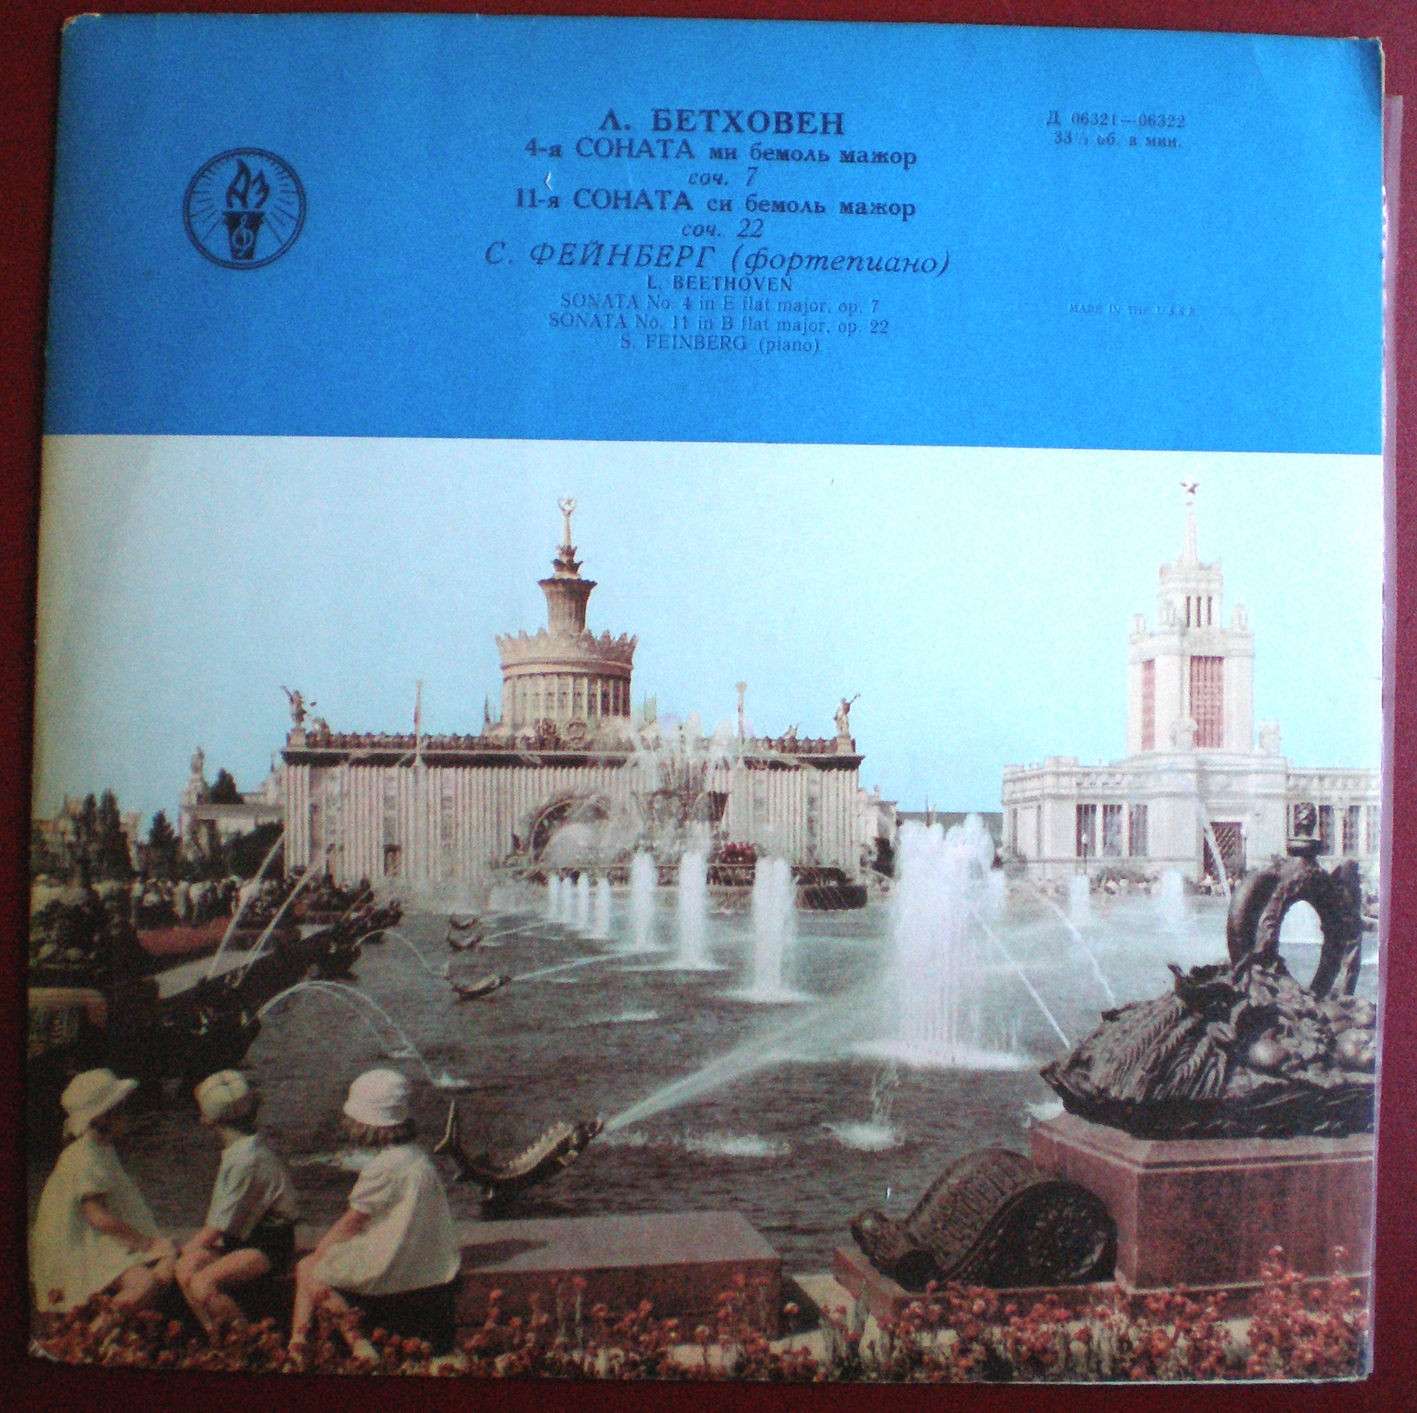 Л. БЕТХОВЕН
4-я СОНАТА ми бемоль мажор
соч. 7
11-я СОНАТА си бемоль мажор
соч. 22
С. ФЕЙНБЕРГ (фортепиано)
L. BEETHOVEN
SONATA No. 4 in E flat major, op. 7
SONATA No. 11 in B flat major, op. 22
S. FEINBERG (piano)
Д 06321—06322
33⅓ об. в мин.
MADE IN THE U.S.S.R.
АЗГ